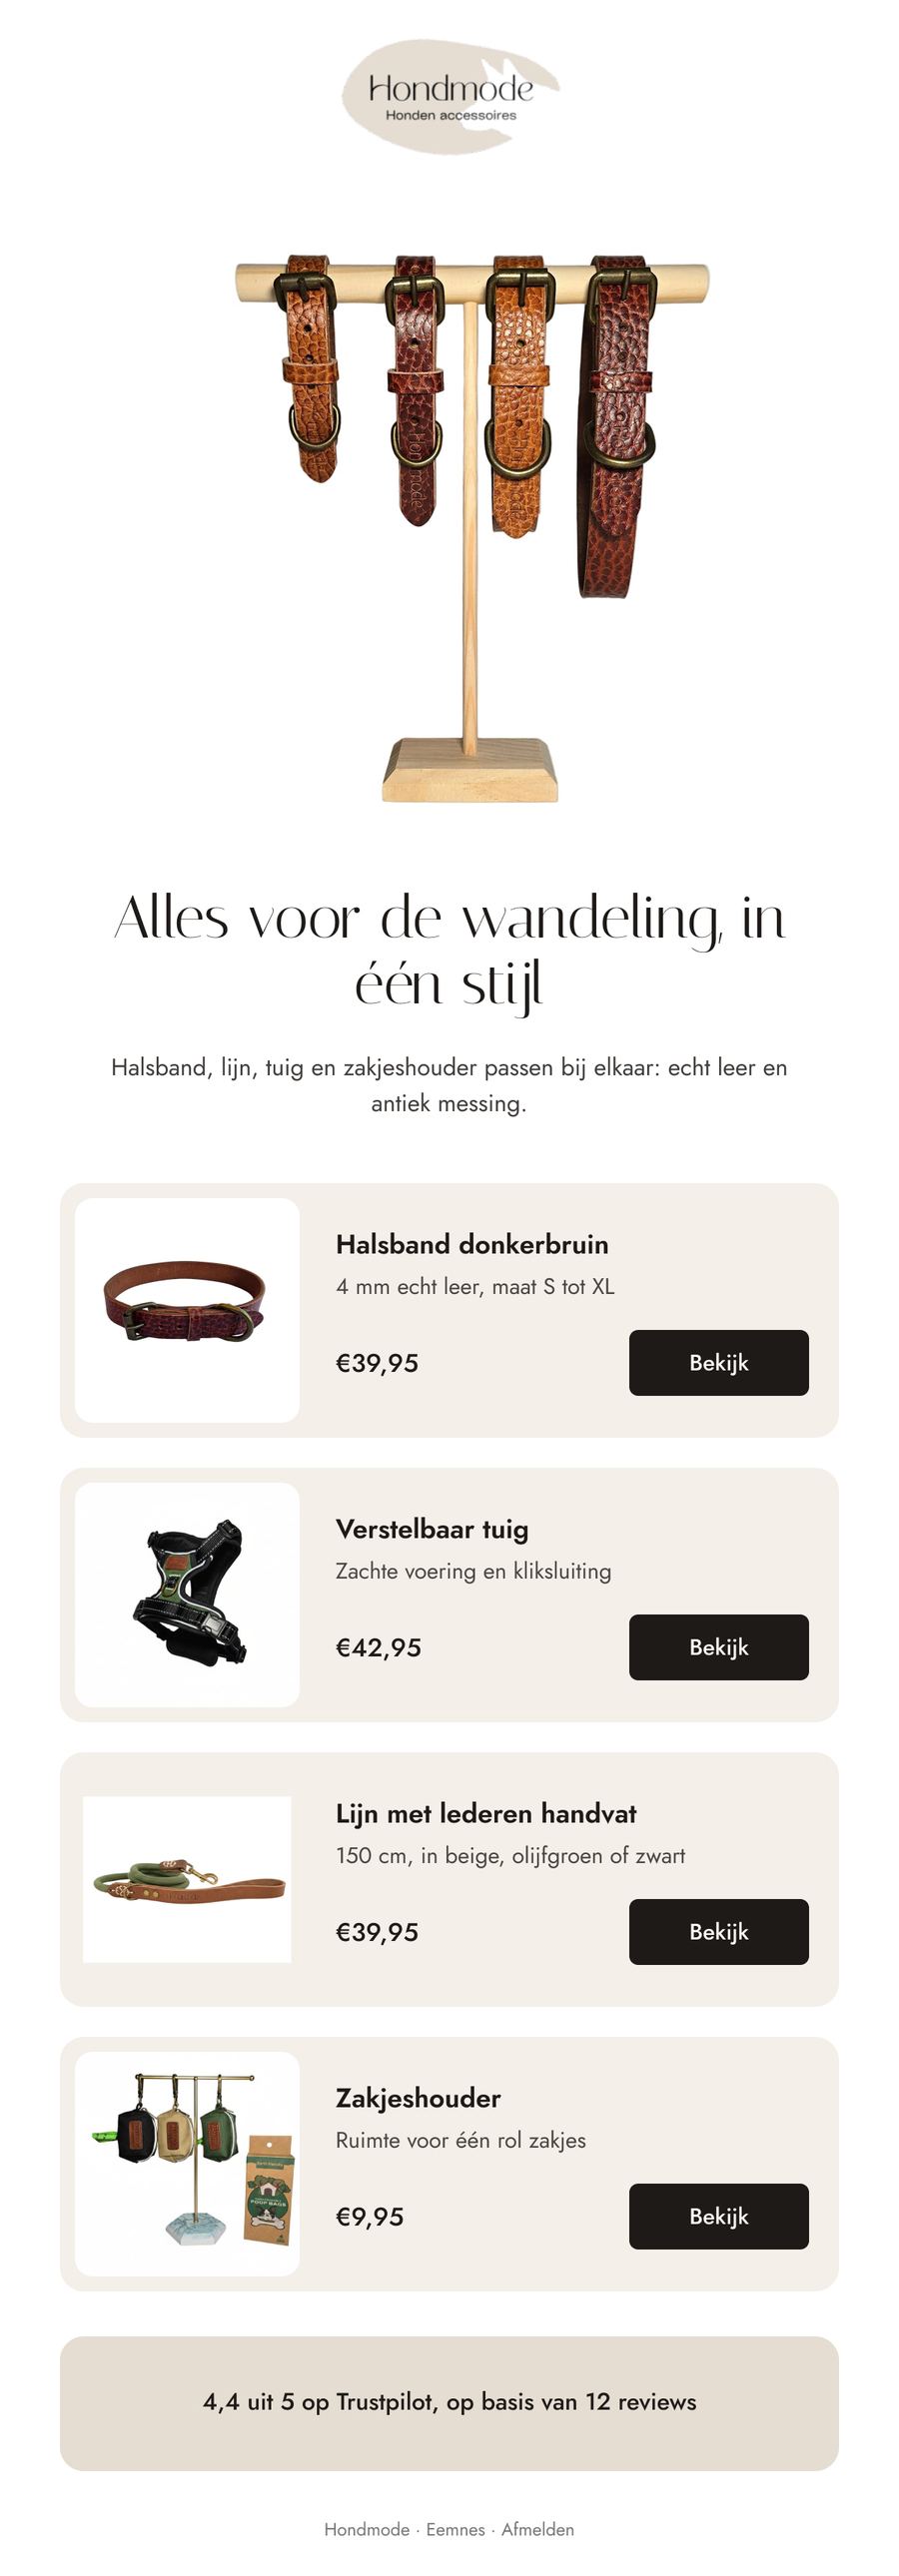 Hondmode
Honden accessoires
Hondmode
Alles voor de wandeling, in
één stijl
Halsband, lijn, tuig en zakjeshouder passen bij elkaar: echt leer en
antiek messing.
Halsband donkerbruin
4 mm echt leer, maat S tot XL
€39,95
Bekijk
Verstelbaar tuig
Zachte voering en kliksluiting
€42,95
Bekijk
Lijn met lederen handvat
150 cm, in beige, olijfgroen of zwart
€39,95
Bekijk
POOP BAGS
Zakjeshouder
Ruimte voor één rol zakjes
€9,95
Bekijk
4,4 uit 5 op Trustpilot, op basis van 12 reviews
Hondmode · Eemnes · Afmelden